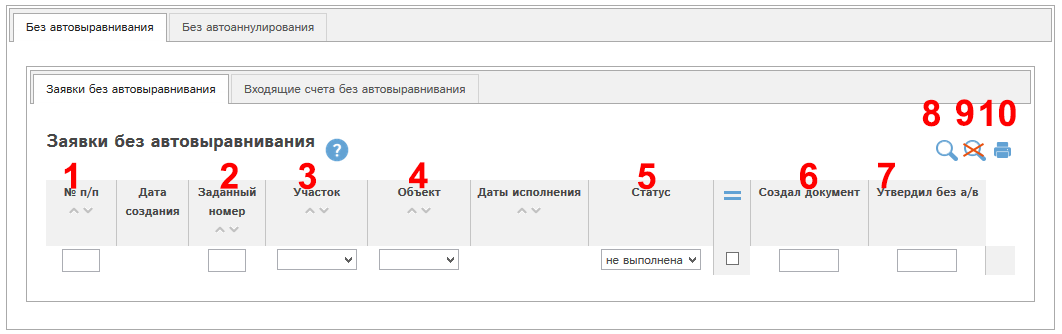 Без автовыравнивания Без автоаннулирования
Заявки без автовыравнивания Входящие счета без автовыравнивания
8 9 10
Заявки без автовыравнивания ?
1 2 3 4 5 6 7
№ п/п Дата Заданный Участок Объект Даты исполнения Статус Создал документ Утвердил без а/в
создания номер
не выполнена